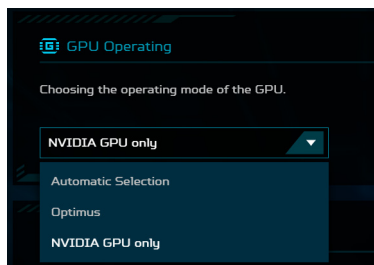 GPU Operating
Choosing the operating mode of the GPU.
NVIDIA GPU only
Automatic Selection
Optimus
NVIDIA GPU only